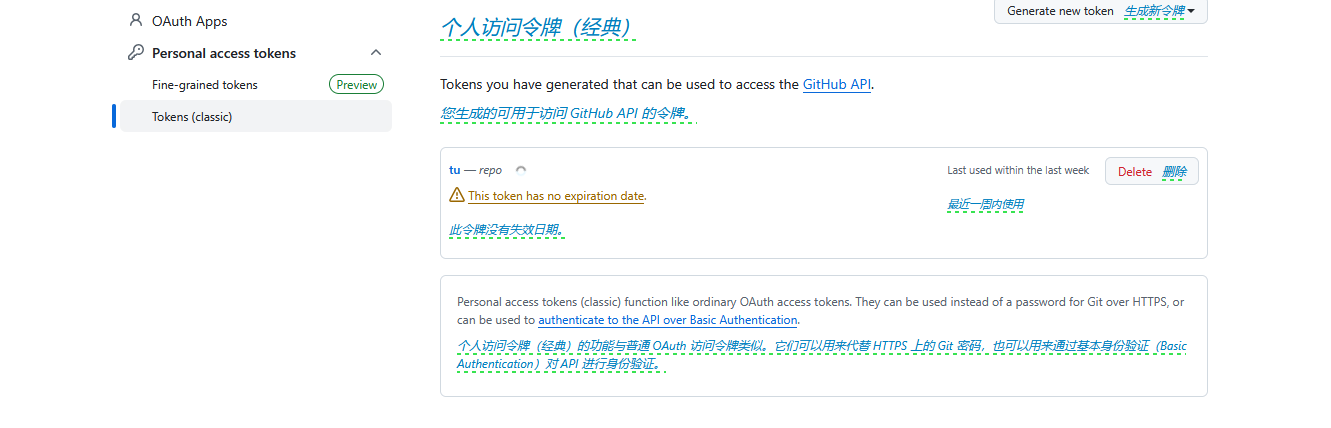 OAuth Apps
Personal access tokens
Fine-grained tokens Preview
Tokens (classic)
个人访问令牌（经典）
Generate new token 生成新令牌
Tokens you have generated that can be used to access the GitHub API.
您生成的可用于访问 GitHub API 的令牌。
tu — repo
Last used within the last week
Delete 删除
This token has no expiration date.
最近一周内使用
此令牌没有失效日期。
Personal access tokens (classic) function like ordinary OAuth access tokens. They can be used instead of a password for Git over HTTPS, or
can be used to authenticate to the API over Basic Authentication.
个人访问令牌（经典）的功能与普通 OAuth 访问令牌类似。它们可以用来代替 HTTPS 上的 Git 密码，也可以用来通过基本身份验证（Basic
Authentication）对 API 进行身份验证。